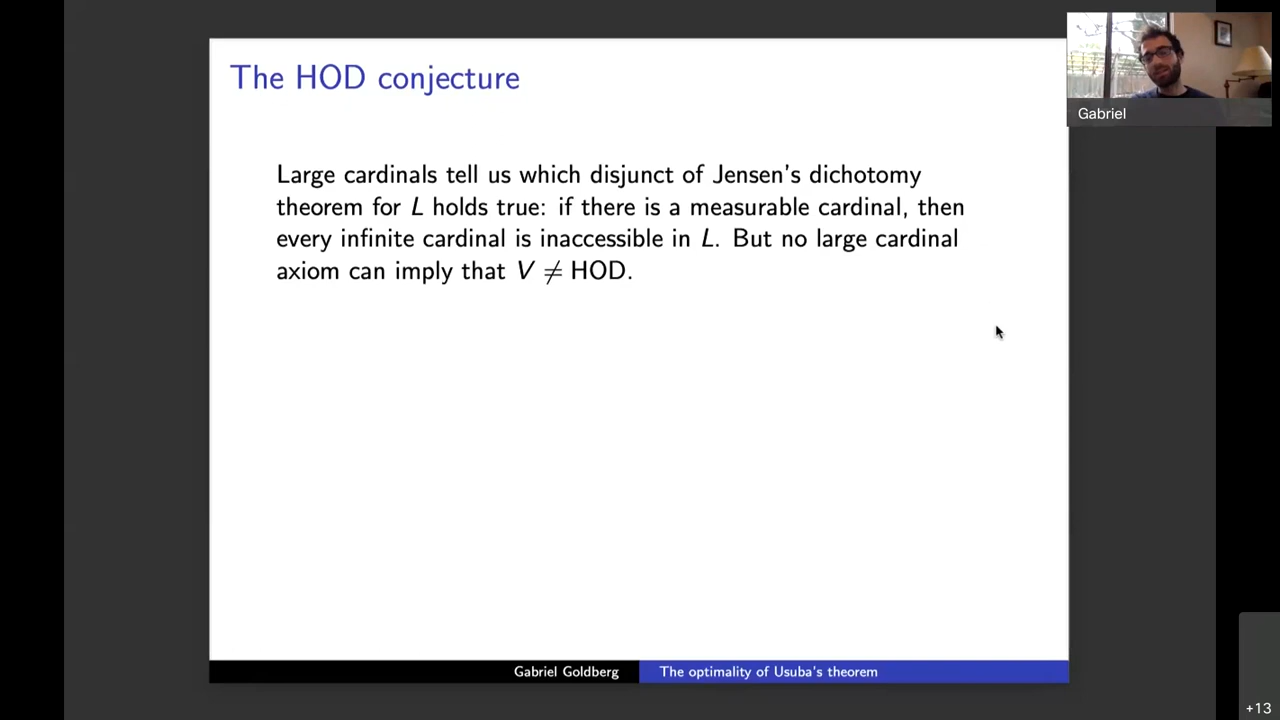 The HOD conjecture
Gabriel
Large cardinals tell us which disjunct of Jensen's dichotomy
theorem for L holds true: if there is a measurable cardinal, then
every infinite cardinal is inaccessible in L. But no large cardinal
axiom can imply that V ≠ HOD.
Gabriel Goldberg
The optimality of Usuba's theorem
+13